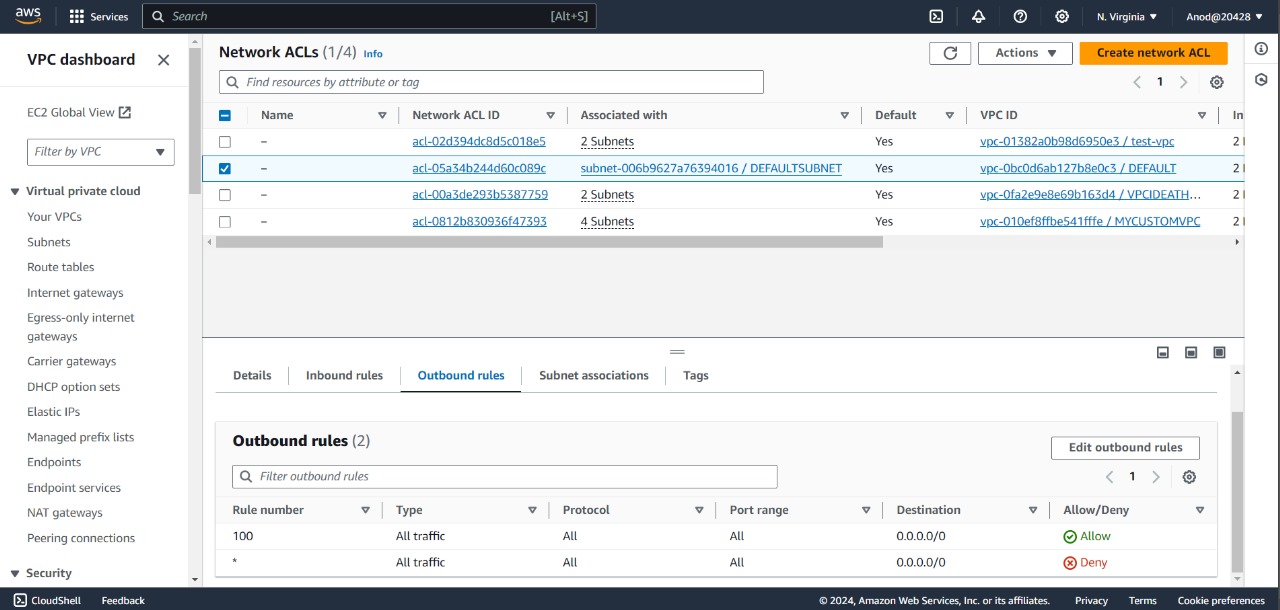 aws Services Search [Alt+S] N. Virginia Anod@20428
VPC dashboard
EC2 Global View
Filter by VPC
Virtual private cloud
Your VPCs
Subnets
Route tables
Internet gateways
Egress-only internet
gateways
Carrier gateways
DHCP option sets
Elastic IPs
Managed prefix lists
Endpoints
Endpoint services
NAT gateways
Peering connections
Security
Network ACLs (1/4) Info
Actions
Create network ACL
Find resources by attribute or tag
1
Name Network ACL ID Associated with Default VPC ID In
– acl-02d394dc8d5c018e5 2 Subnets Yes vpc-01382a0b98d6950e3 / test-vpc 2 I
– acl-05a34b244d60c089c subnet-006b9627a76394016 / DEFAULTSUBNET Yes vpc-0bc0d6ab127b8e0c3 / DEFAULT 2 I
– acl-00a3de293b5387759 2 Subnets Yes vpc-0fa2e9e8e69b163d4 / VPCIDEATH... 2 I
– acl-0812b830936f47393 4 Subnets Yes vpc-010ef8ffbe541fffe / MYCUSTOMVPC 2 I
Details Inbound rules Outbound rules Subnet associations Tags
Outbound rules (2)
Edit outbound rules
Filter outbound rules
1
Rule number Type Protocol Port range Destination Allow/Deny
100 All traffic All All 0.0.0.0/0 Allow
* All traffic All All 0.0.0.0/0 Deny
CloudShell Feedback © 2024, Amazon Web Services, Inc. or its affiliates. Privacy Terms Cookie preferences